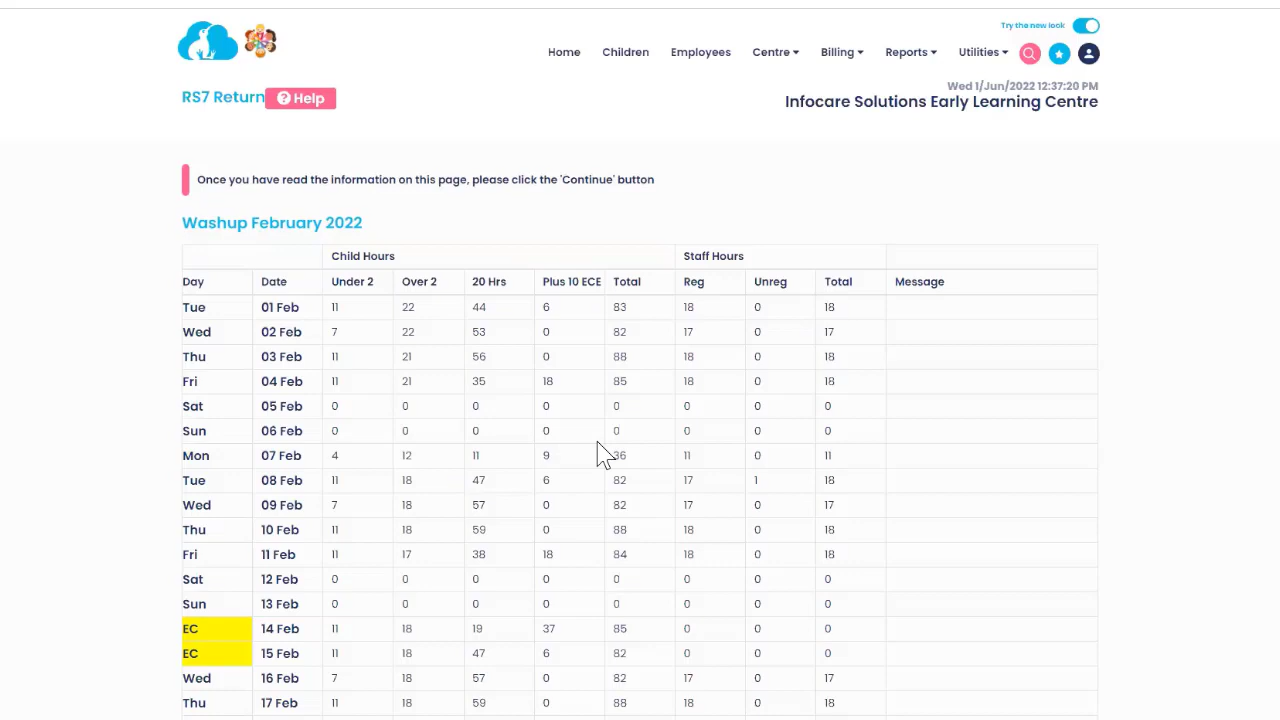 Try the new look
Home Children Employees Centre Billing Reports Utilities
Wed 1/Jun/2022 12:37:20 PM
RS7 Return Help
Infocare Solutions Early Learning Centre
Once you have read the information on this page, please click the 'Continue' button
Washup February 2022
Child Hours Staff Hours
Day Date Under 2 Over 2 20 Hrs Plus 10 ECE Total Reg Unreg Total Message
Tue 01 Feb 11 22 44 6 83 18 0 18
Wed 02 Feb 7 22 53 0 82 17 0 17
Thu 03 Feb 11 21 56 0 88 18 0 18
Fri 04 Feb 11 21 35 18 85 18 0 18
Sat 05 Feb 0 0 0 0 0 0 0 0
Sun 06 Feb 0 0 0 0 0 0 0 0
Mon 07 Feb 4 12 11 9 36 11 0 11
Tue 08 Feb 11 18 47 6 82 17 1 18
Wed 09 Feb 7 18 57 0 82 17 0 17
Thu 10 Feb 11 18 59 0 88 18 0 18
Fri 11 Feb 11 17 38 18 84 18 0 18
Sat 12 Feb 0 0 0 0 0 0 0 0
Sun 13 Feb 0 0 0 0 0 0 0 0
EC 14 Feb 11 18 19 37 85 0 0 0
EC 15 Feb 11 18 47 6 82 0 0 0
Wed 16 Feb 7 18 57 0 82 17 0 17
Thu 17 Feb 11 18 59 0 88 18 0 18